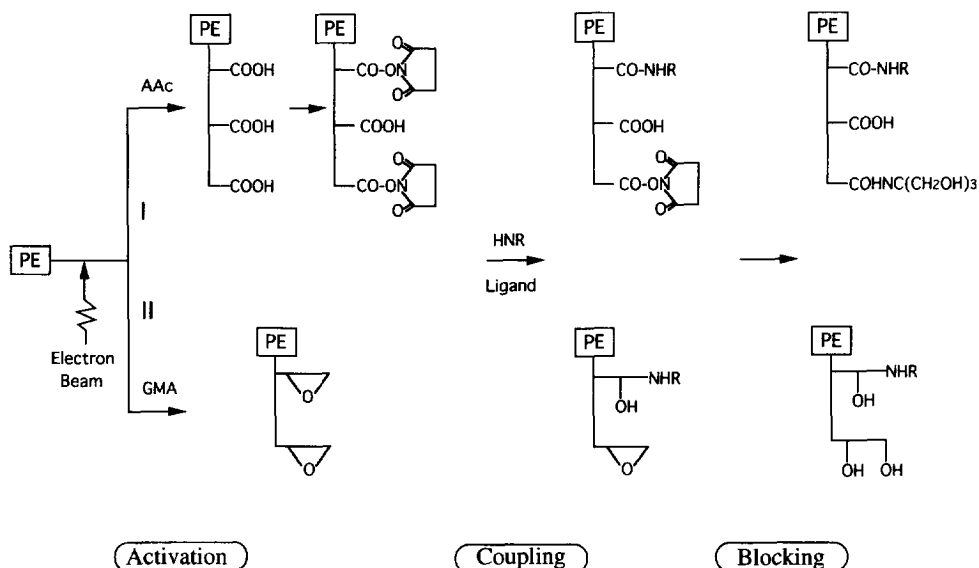 PE
PE
PE
PE
COOH
CO-ON
O
O
CO-NHR
CO-NHR
AAc
COOH
COOH
COOH
COOH
COOH
CO-ON
O
O
CO-ON
O
O
COHNC(CH2OH)3
I
PE
HNR
Ligand
II
Electron
Beam
GMA
PE
PE
PE
O
NHR
OH
NHR
OH
O
O
OH
OH
Activation
Coupling
Blocking